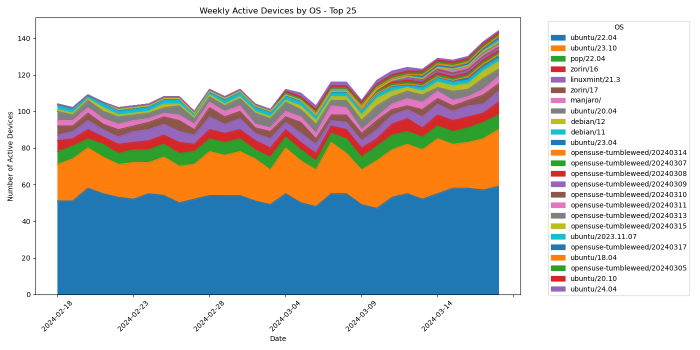 Weekly Active Devices by OS - Top 25
Number of Active Devices
140
120
100
80
60
40
20
0
2024-02-18
2024-02-23
2024-02-28
2024-03-04
2024-03-09
2024-03-14
Date
OS
ubuntu/22.04
ubuntu/23.10
pop/22.04
zorin/16
linuxmint/21.3
zorin/17
manjaro/
ubuntu/20.04
debian/12
debian/11
ubuntu/23.04
opensuse-tumbleweed/20240314
opensuse-tumbleweed/20240307
opensuse-tumbleweed/20240308
opensuse-tumbleweed/20240309
opensuse-tumbleweed/20240310
opensuse-tumbleweed/20240311
opensuse-tumbleweed/20240313
opensuse-tumbleweed/20240315
ubuntu/2023.11.07
opensuse-tumbleweed/20240317
ubuntu/18.04
opensuse-tumbleweed/20240305
ubuntu/20.10
ubuntu/24.04